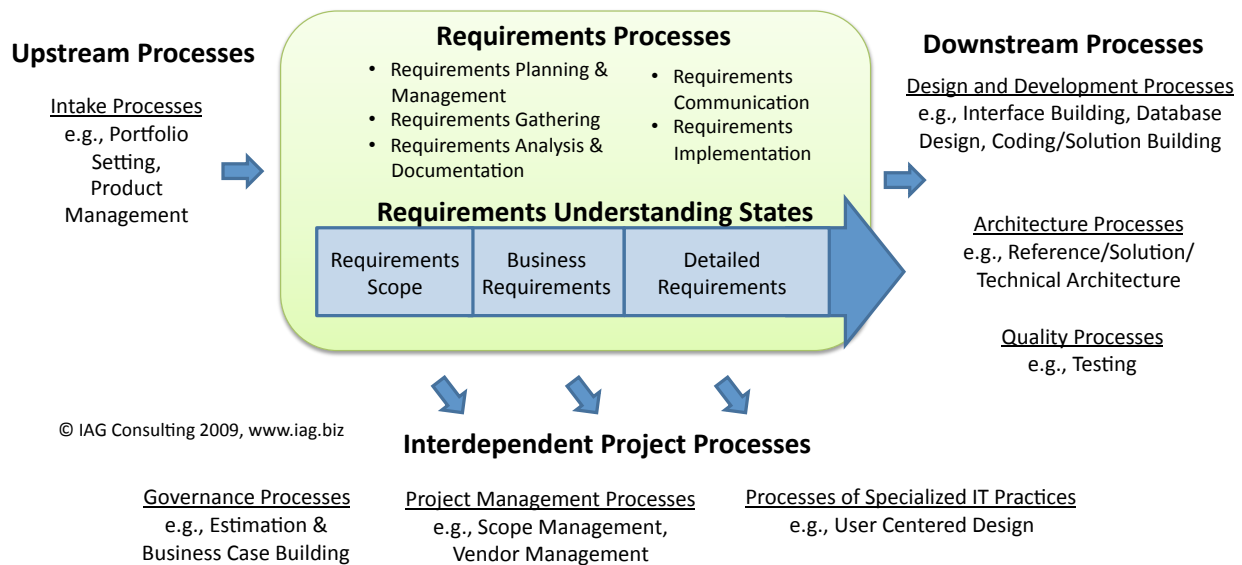 Upstream Processes
Intake Processes
e.g., Portfolio
Setting,
Product
Management
Requirements Processes
• Requirements Planning &
Management
• Requirements Gathering
• Requirements Analysis &
Documentation
• Requirements
Communication
• Requirements
Implementation
Requirements Understanding States
Requirements
Scope
Business
Requirements
Detailed
Requirements
Downstream Processes
Design and Development Processes
e.g., Interface Building, Database
Design, Coding/Solution Building
Architecture Processes
e.g., Reference/Solution/
Technical Architecture
Quality Processes
e.g., Testing
© IAG Consulting 2009, www.iag.biz
Interdependent Project Processes
Governance Processes
e.g., Estimation &
Business Case Building
Project Management Processes
e.g., Scope Management,
Vendor Management
Processes of Specialized IT Practices
e.g., User Centered Design